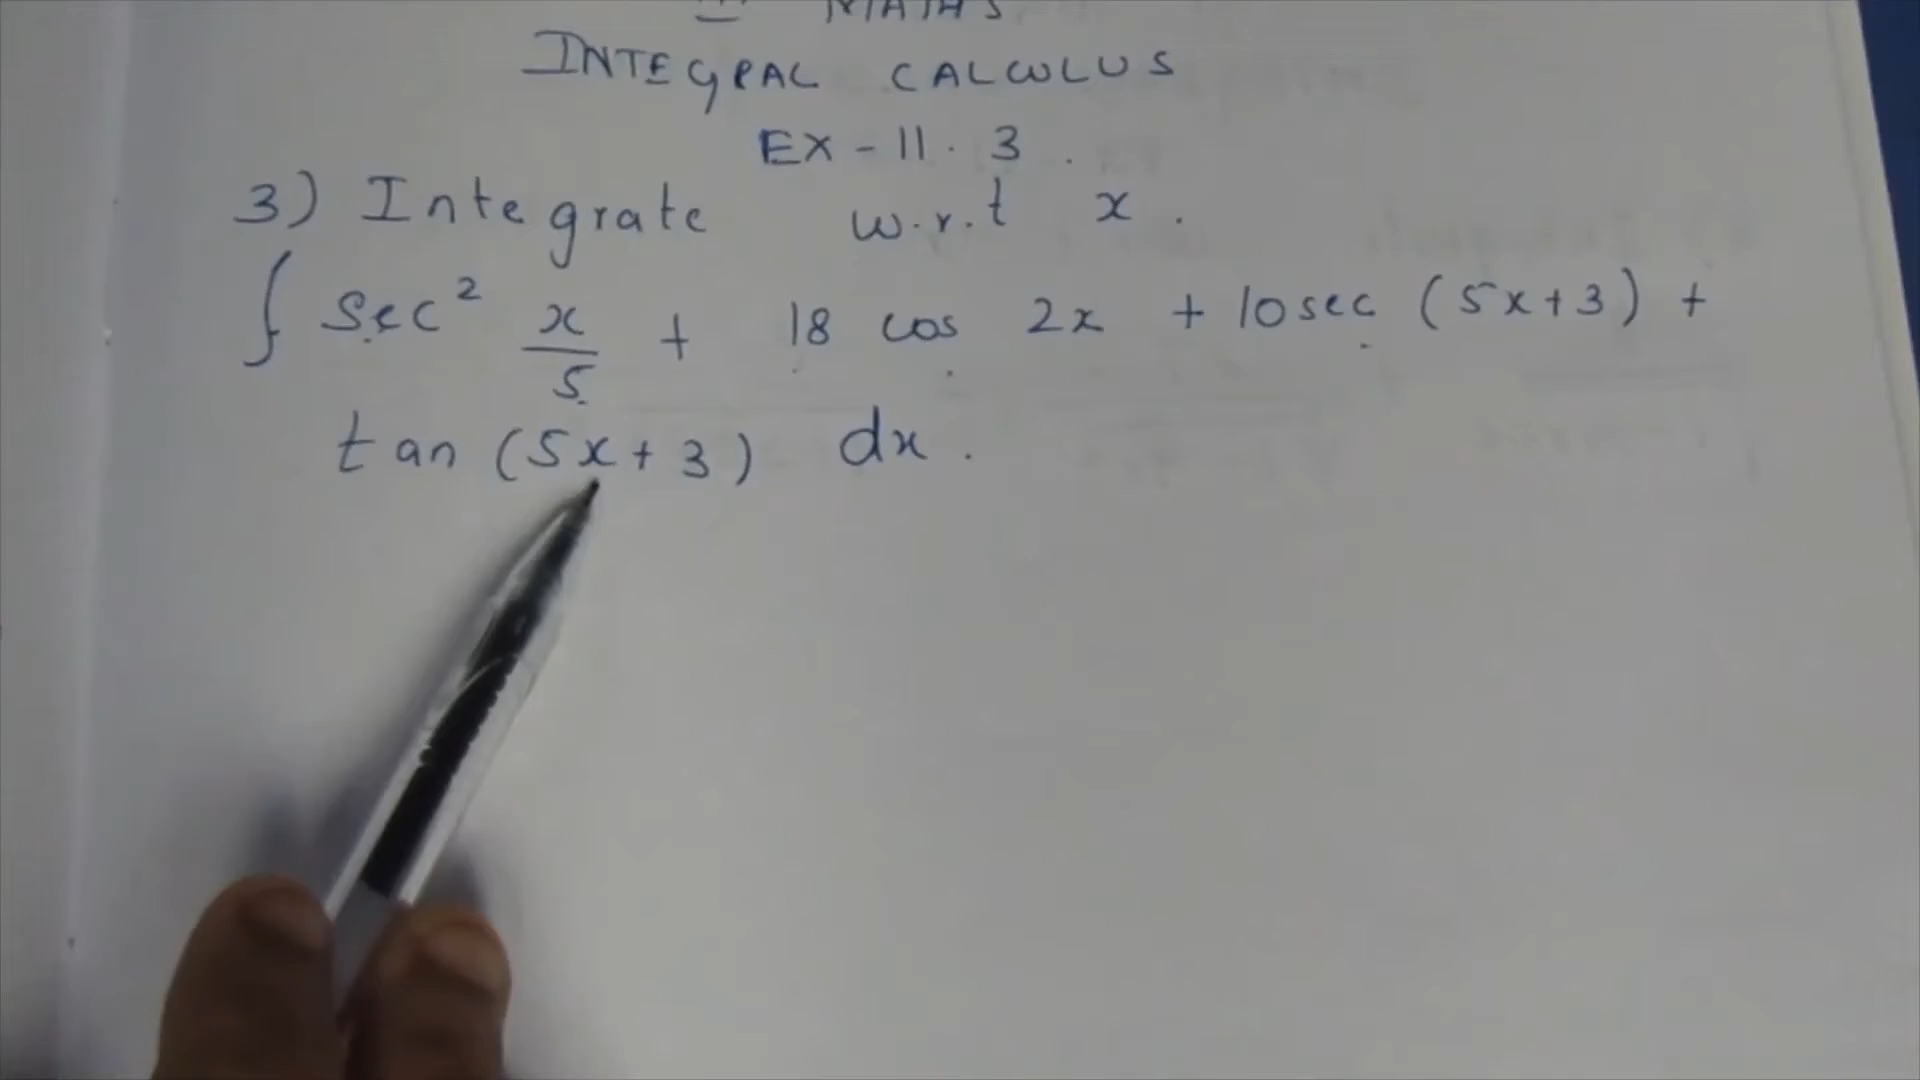 MATHS
INTEGRAL CALCULUS
EX - 11.3.
3) Integrate w.r.t x.
∫ sec² x/5 + 18 cos 2x + 10 sec (5x+3) +
tan (5x+3) dx.